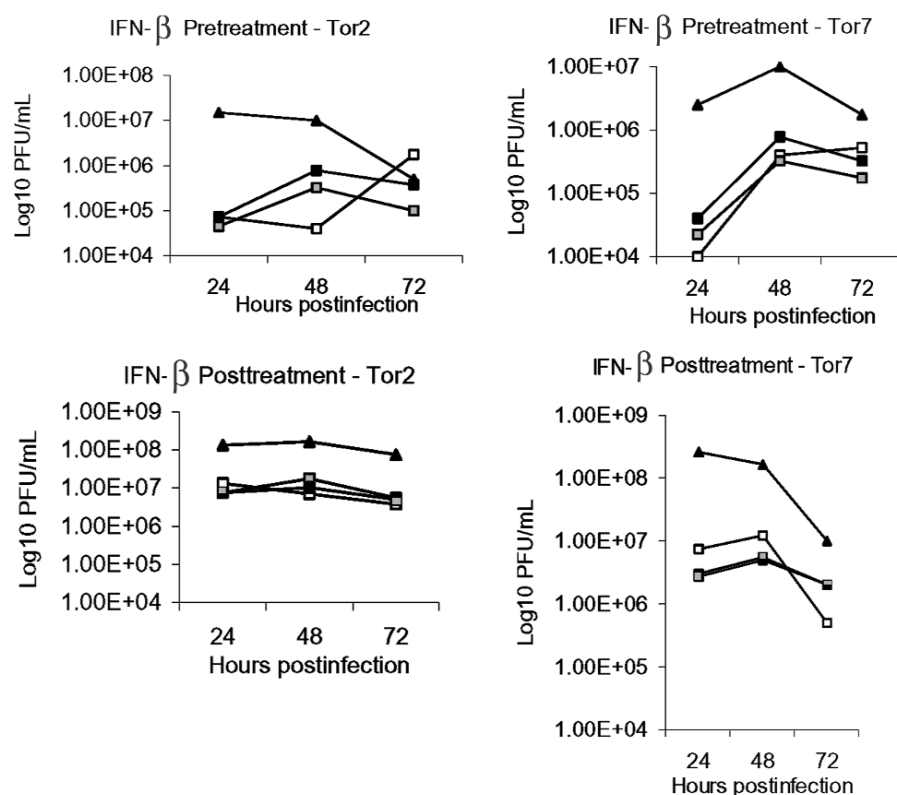 IFN- β Pretreatment - Tor2
Log10 PFU/mL
1.00E+08
1.00E+07
1.00E+06
1.00E+05
1.00E+04
24 48 72
Hours postinfection
IFN- β Pretreatment - Tor7
Log10 PFU/mL
1.00E+07
1.00E+06
1.00E+05
1.00E+04
24 48 72
Hours postinfection
IFN- β Posttreatment - Tor2
Log10 PFU/mL
1.00E+09
1.00E+08
1.00E+07
1.00E+06
1.00E+05
1.00E+04
24 48 72
Hours postinfection
IFN- β Posttreatment - Tor7
Log10 PFU/mL
1.00E+09
1.00E+08
1.00E+07
1.00E+06
1.00E+05
1.00E+04
24 48 72
Hours postinfection